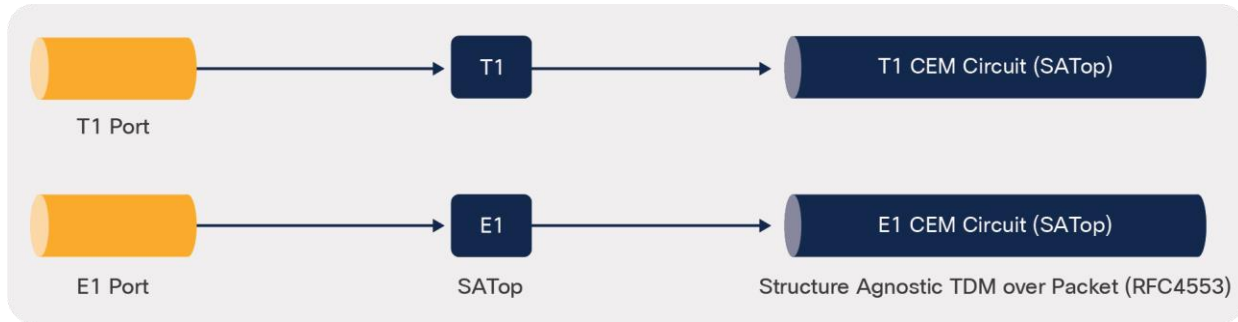 T1
T1 CEM Circuit (SATop)
T1 Port
E1
E1 CEM Circuit (SATop)
E1 Port
SATop
Structure Agnostic TDM over Packet (RFC4553)